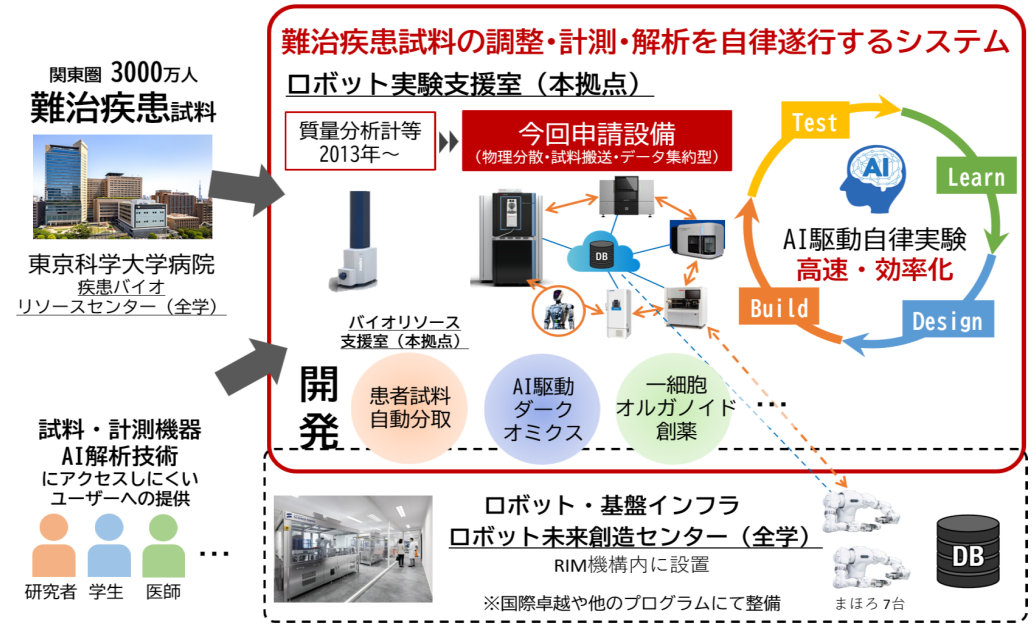 難治疾患試料の調整・計測・解析を自律遂行するシステム
関東圏 3000万人
難治疾患試料
東京科学大学病院
疾患バイオ
リソースセンター（全学）
ロボット実験支援室（本拠点）
質量分析計等
2013年～
今回申請設備
（物理分散・試料搬送・データ集約型）
DB
バイオリソース
支援室（本拠点）
Test
Learn
Design
Build
AI
AI駆動自律実験
高速・効率化
開発
患者試料
自動分取
AI駆動
ダーク
オミクス
一細胞
オルガノイド
創薬
…
試料・計測機器
AI解析技術
にアクセスしにくい
ユーザーへの提供
研究者
学生
医師
…
ロボット・基盤インフラ
ロボット未来創造センター（全学）
RIM機構内に設置
※国際卓越や他のプログラムにて整備
まほろ 7台
DB